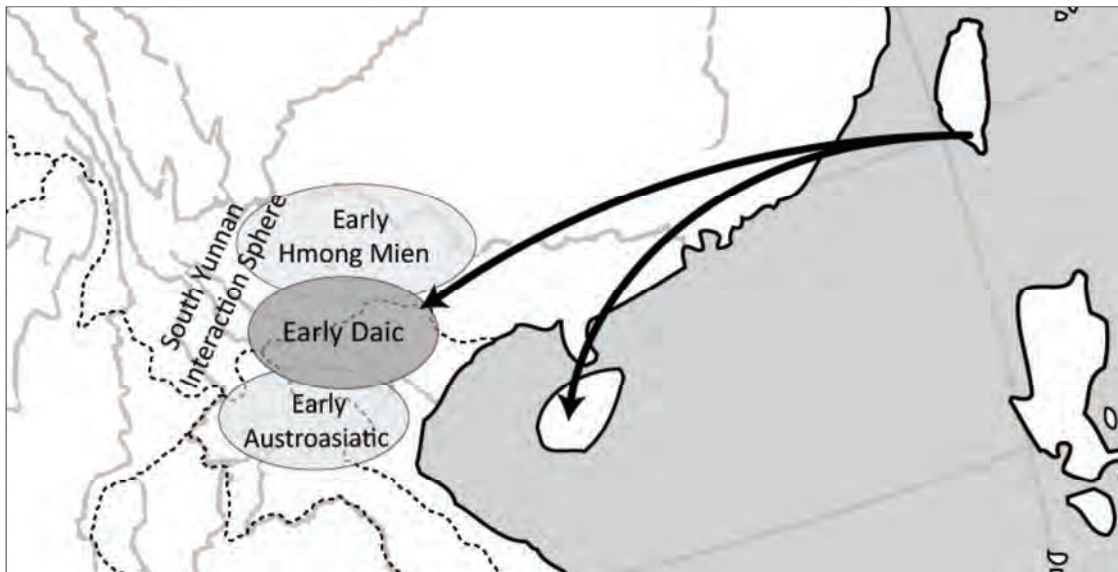 South Yunnan
Interaction Sphere
Early
Hmong Mien
Early Daic
Early
Austroasiatic